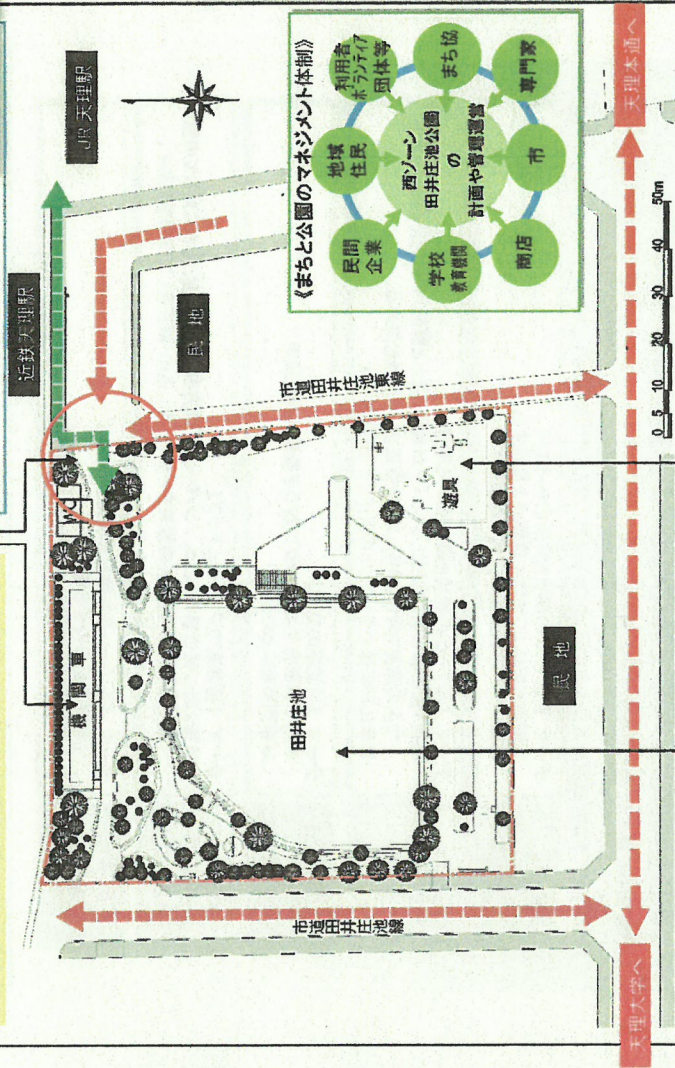 近鉄天理駅
JR 天理駅
民 地
機 関 車
WC
市道田井庄池東線
遊具
田井庄池
民 地
市道田井庄池線
天理大学へ
天理本通へ
0 5 10 20 30 40 50m
《まちと公園のマネジメント体制》
地域
住民
利用者
ボランティア
団体等
まち協
専門家
市
商店
学校
教育機関
民間
企業
西ゾーン
田井庄池公園
の
計画や管理運営